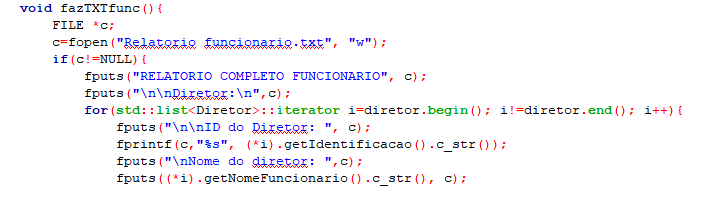 void fazTXTfunc(){
FILE *c;
c=fopen("Relatorio funcionario.txt", "w");
if(c!=NULL){
fputs("RELATORIO COMPLETO FUNCIONARIO", c);
fputs("\n\nDiretor:\n",c);
for(std::list<Diretor>::iterator i=diretor.begin(); i!=diretor.end(); i++){
fputs("\n\nID do Diretor: ", c);
fprintf(c,"%s", (*i).getIdentificacao().c_str());
fputs("\nNome do diretor: ",c);
fputs((*i).getNomeFuncionario().c_str(), c);